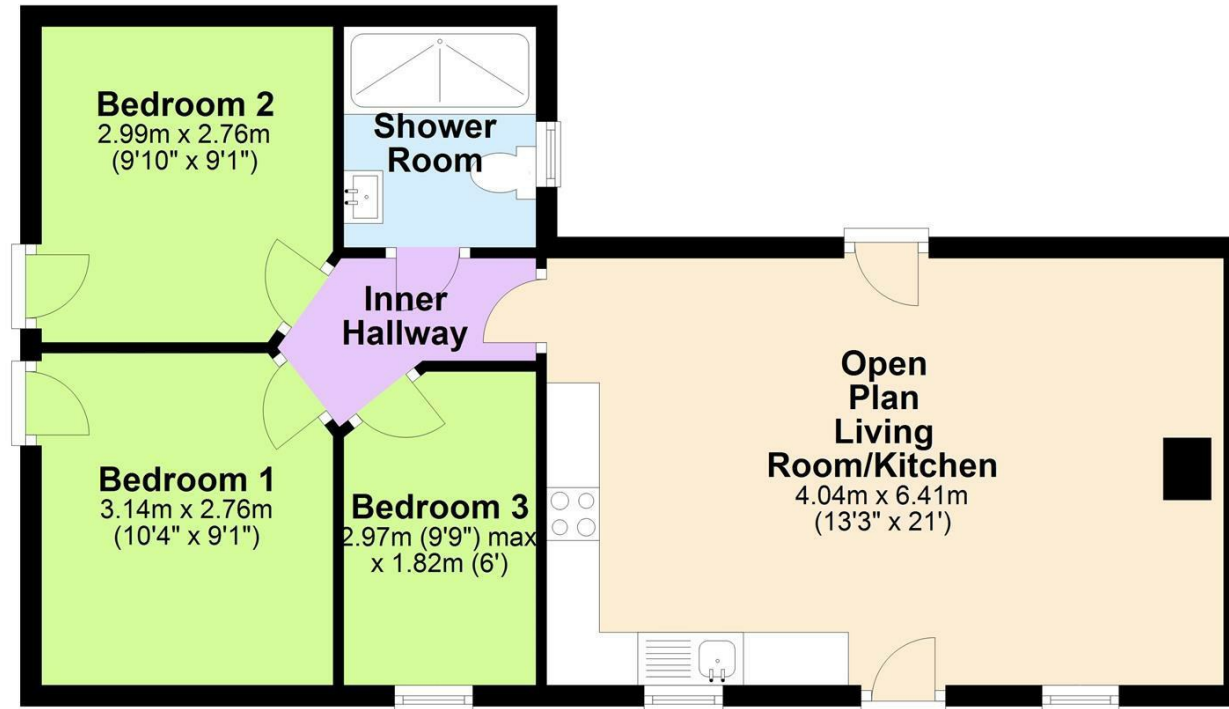 Bedroom 2
2.99m x 2.76m
(9'10" x 9'1")
Shower
Room
Inner
Hallway
Open
Plan
Living
Room/Kitchen
4.04m x 6.41m
(13'3" x 21')
Bedroom 1
3.14m x 2.76m
(10'4" x 9'1")
Bedroom 3
2.97m (9'9") max
x 1.82m (6')